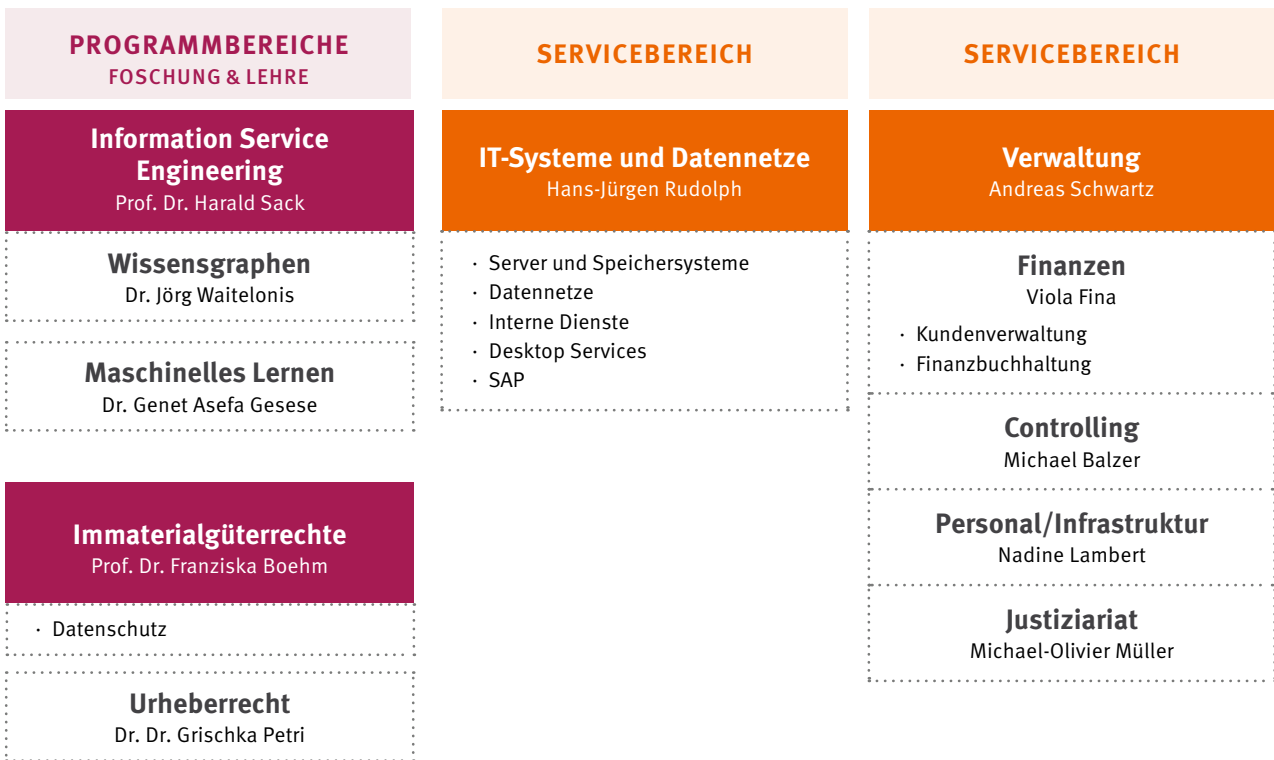 PROGRAMMBEREICHE
FOSCHUNG & LEHRE
Information Service
Engineering
Prof. Dr. Harald Sack
Wissensgraphen
Dr. Jörg Waitelonis
Maschinelles Lernen
Dr. Genet Asefa Gesese
Immaterialgüterrechte
Prof. Dr. Franziska Boehm
· Datenschutz
Urheberrecht
Dr. Dr. Grischka Petri
SERVICEBEREICH
IT-Systeme und Datennetze
Hans-Jürgen Rudolph
· Server und Speichersysteme
· Datennetze
· Interne Dienste
· Desktop Services
· SAP
SERVICEBEREICH
Verwaltung
Andreas Schwartz
Finanzen
Viola Fina
· Kundenverwaltung
· Finanzbuchhaltung
Controlling
Michael Balzer
Personal/Infrastruktur
Nadine Lambert
Justiziariat
Michael-Olivier Müller